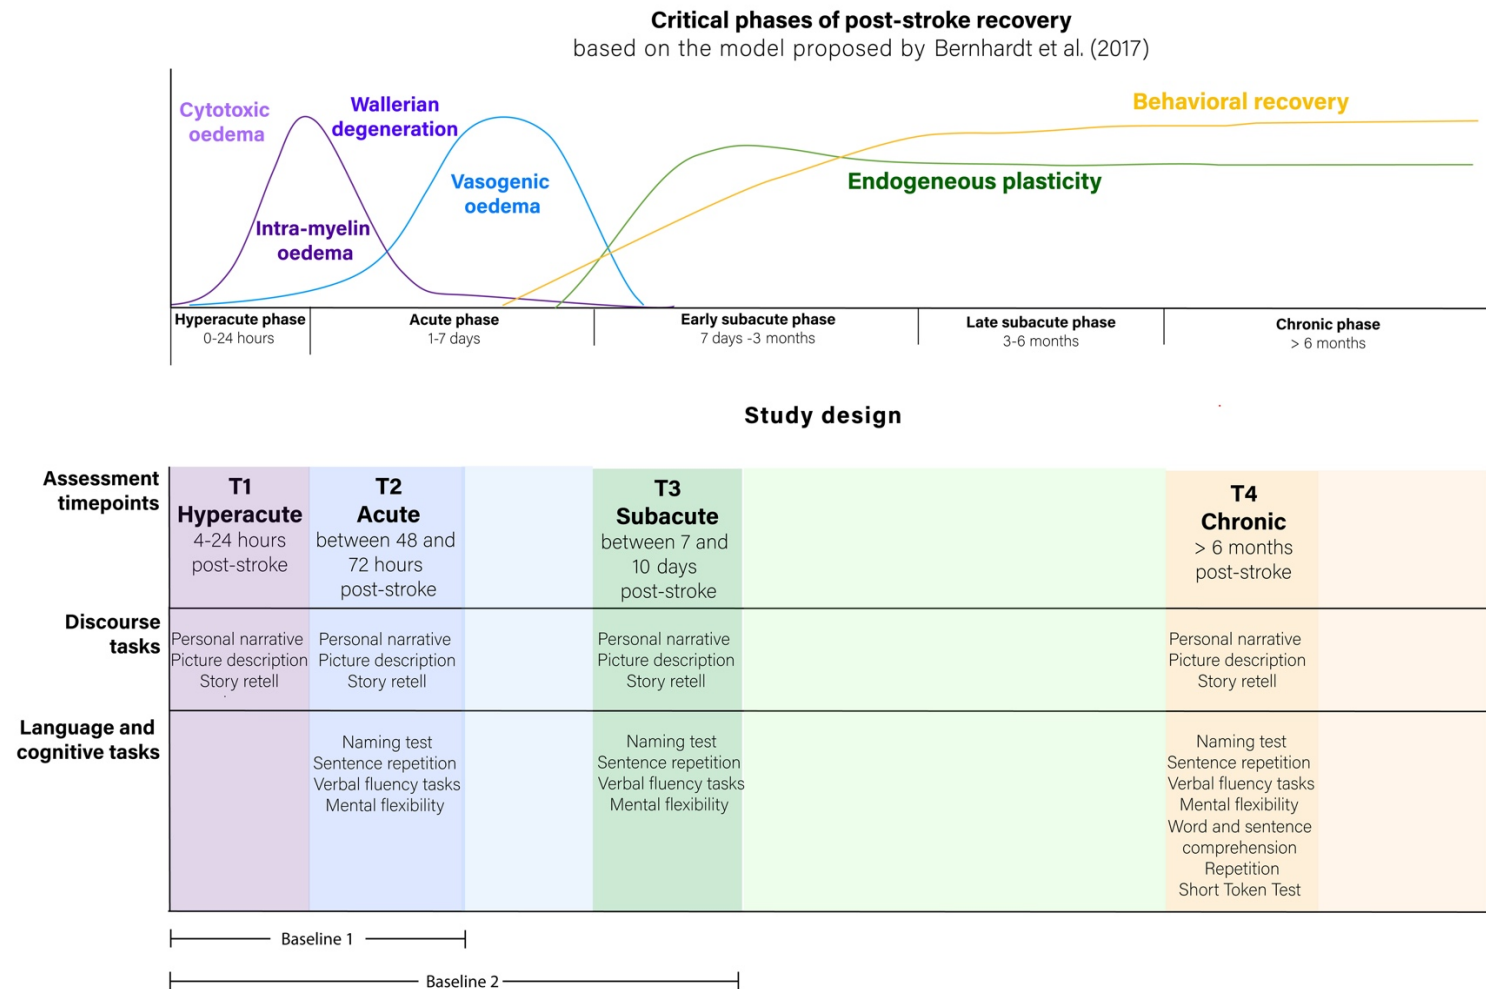 Critical phases of post-stroke recovery
based on the model proposed by Bernhardt et al. (2017)
Cytotoxic
oedema
Wallerian
degeneration
Behavioral recovery
Vasogenic
oedema
Endogeneous plasticity
Intra-myelin
oedema
Hyperacute phase
0-24 hours
Acute phase
1-7 days
Early subacute phase
7 days -3 months
Late subacute phase
3-6 months
Chronic phase
> 6 months
Study design
Assessment
timepoints
T1
Hyperacute
4-24 hours
post-stroke
T2
Acute
between 48 and
72 hours
post-stroke
T3
Subacute
between 7 and
10 days
post-stroke
T4
Chronic
> 6 months
post-stroke
Discourse
tasks
Personal narrative
Picture description
Story retell
Personal narrative
Picture description
Story retell
Personal narrative
Picture description
Story retell
Personal narrative
Picture description
Story retell
Language and
cognitive tasks
Naming test
Sentence repetition
Verbal fluency tasks
Mental flexibility
Naming test
Sentence repetition
Verbal fluency tasks
Mental flexibility
Naming test
Sentence repetition
Verbal fluency tasks
Mental flexibility
Word and sentence
comprehension
Repetition
Short Token Test
Baseline 1
Baseline 2